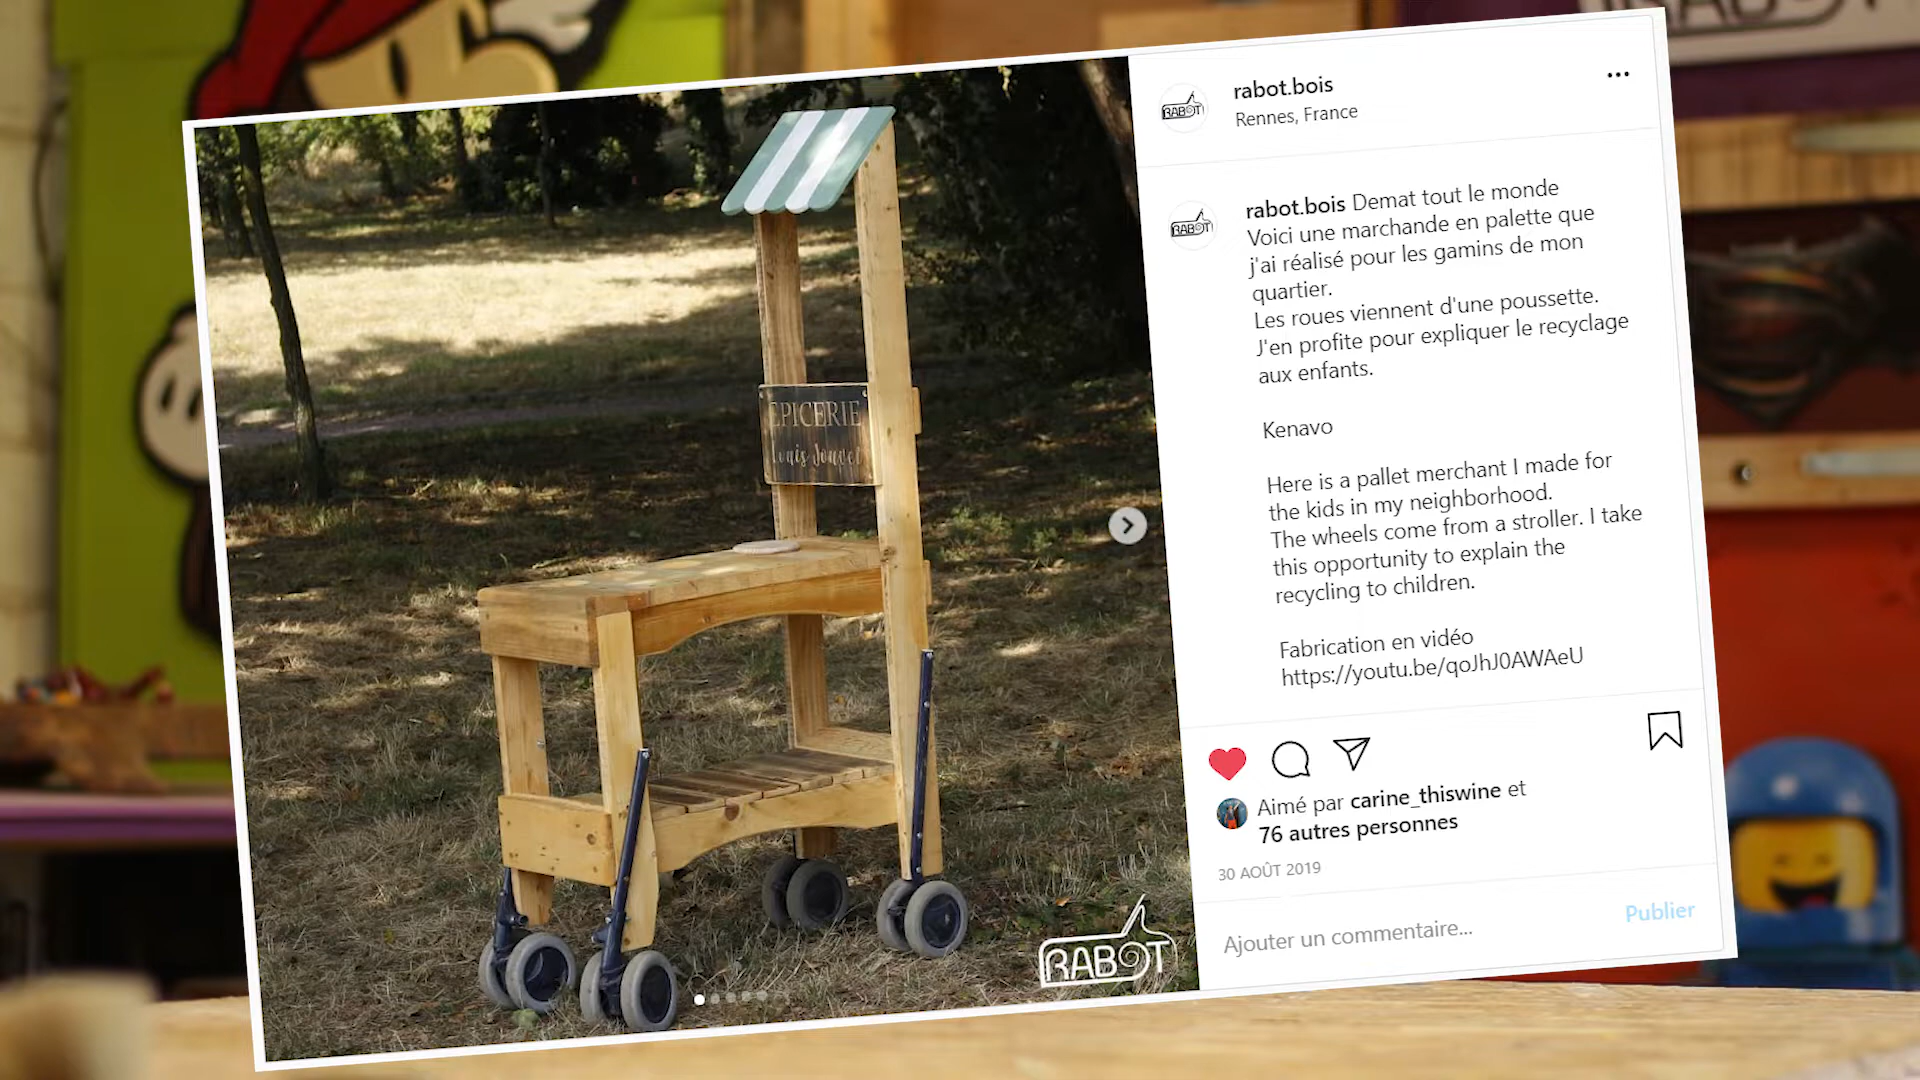 rabot.bois
Rennes, France
RABOT
rabot.bois Demat tout le monde
Voici une marchande en palette que
j'ai réalisé pour les gamins de mon
quartier.
Les roues viennent d'une poussette.
J'en profite pour expliquer le recyclage
aux enfants.
Kenavo
Here is a pallet merchant I made for
the kids in my neighborhood.
The wheels come from a stroller. I take
this opportunity to explain the
recycling to children.
Fabrication en vidéo
https://youtu.be/qoJhJ0AWAeU
Aimé par carine_thiswine et
76 autres personnes
30 AOÛT 2019
Ajouter un commentaire...
Publier
EPICERIE
Louis Jouvet
RABOT
RABOT